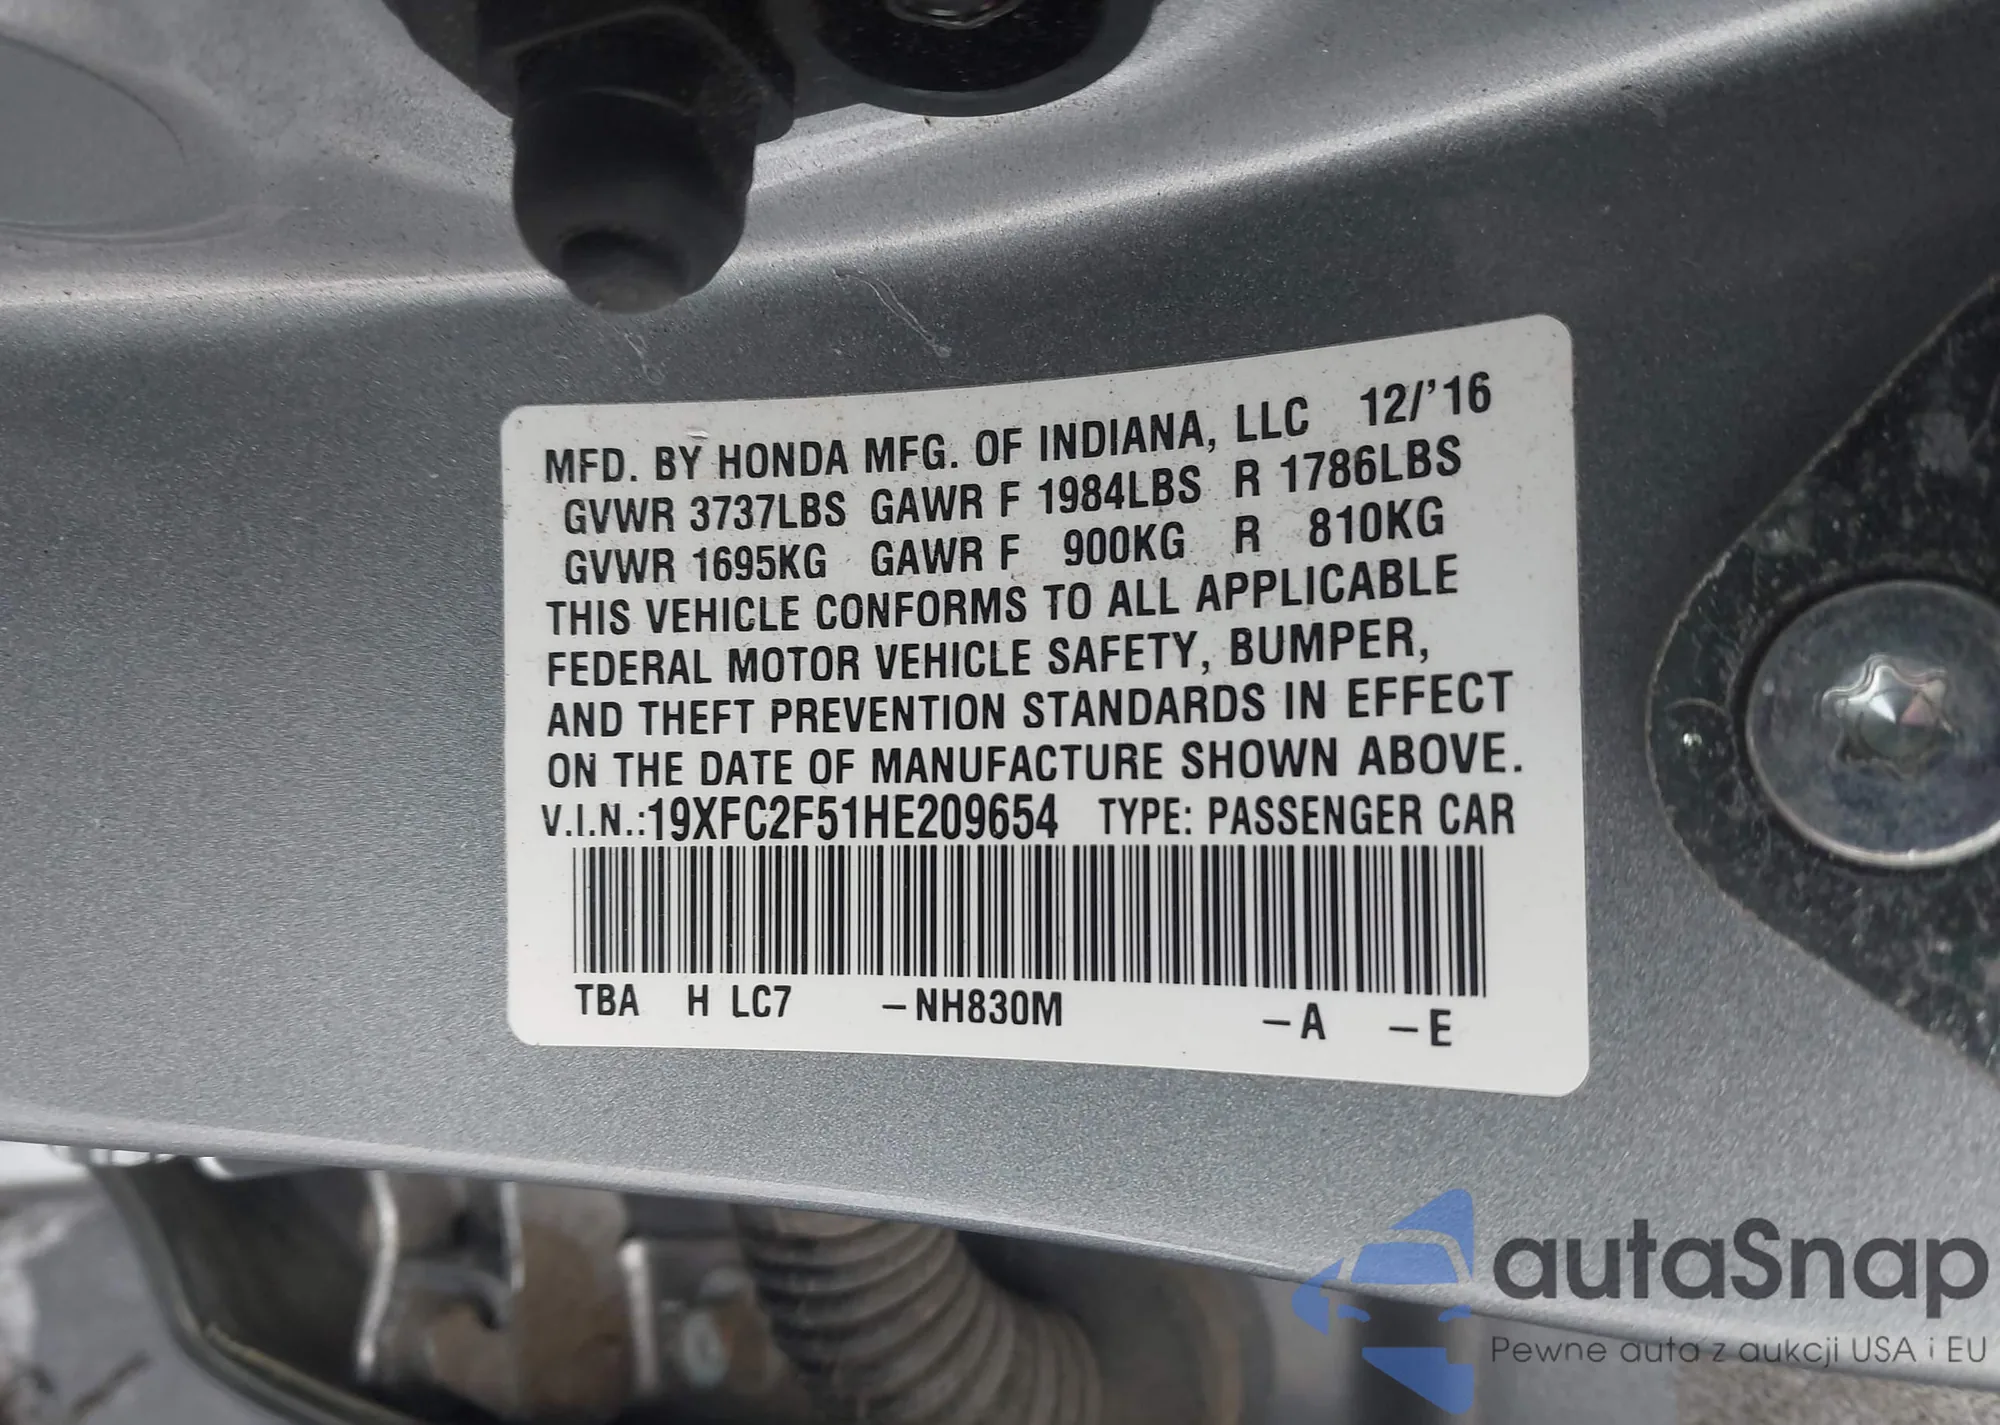 MFD. BY HONDA MFG. OF INDIANA, LLC 12/'16
GVWR 3737LBS GAWR F 1984LBS R 1786LBS
GVWR 1695KG GAWR F 900KG R 810KG
THIS VEHICLE CONFORMS TO ALL APPLICABLE
FEDERAL MOTOR VEHICLE SAFETY, BUMPER,
AND THEFT PREVENTION STANDARDS IN EFFECT
ON THE DATE OF MANUFACTURE SHOWN ABOVE.
V.I.N.:19XFC2F51HE209654 TYPE: PASSENGER CAR
TBA H LC7 –NH830M –A –E
autaSnap
Pewne auta z aukcji USA i EU